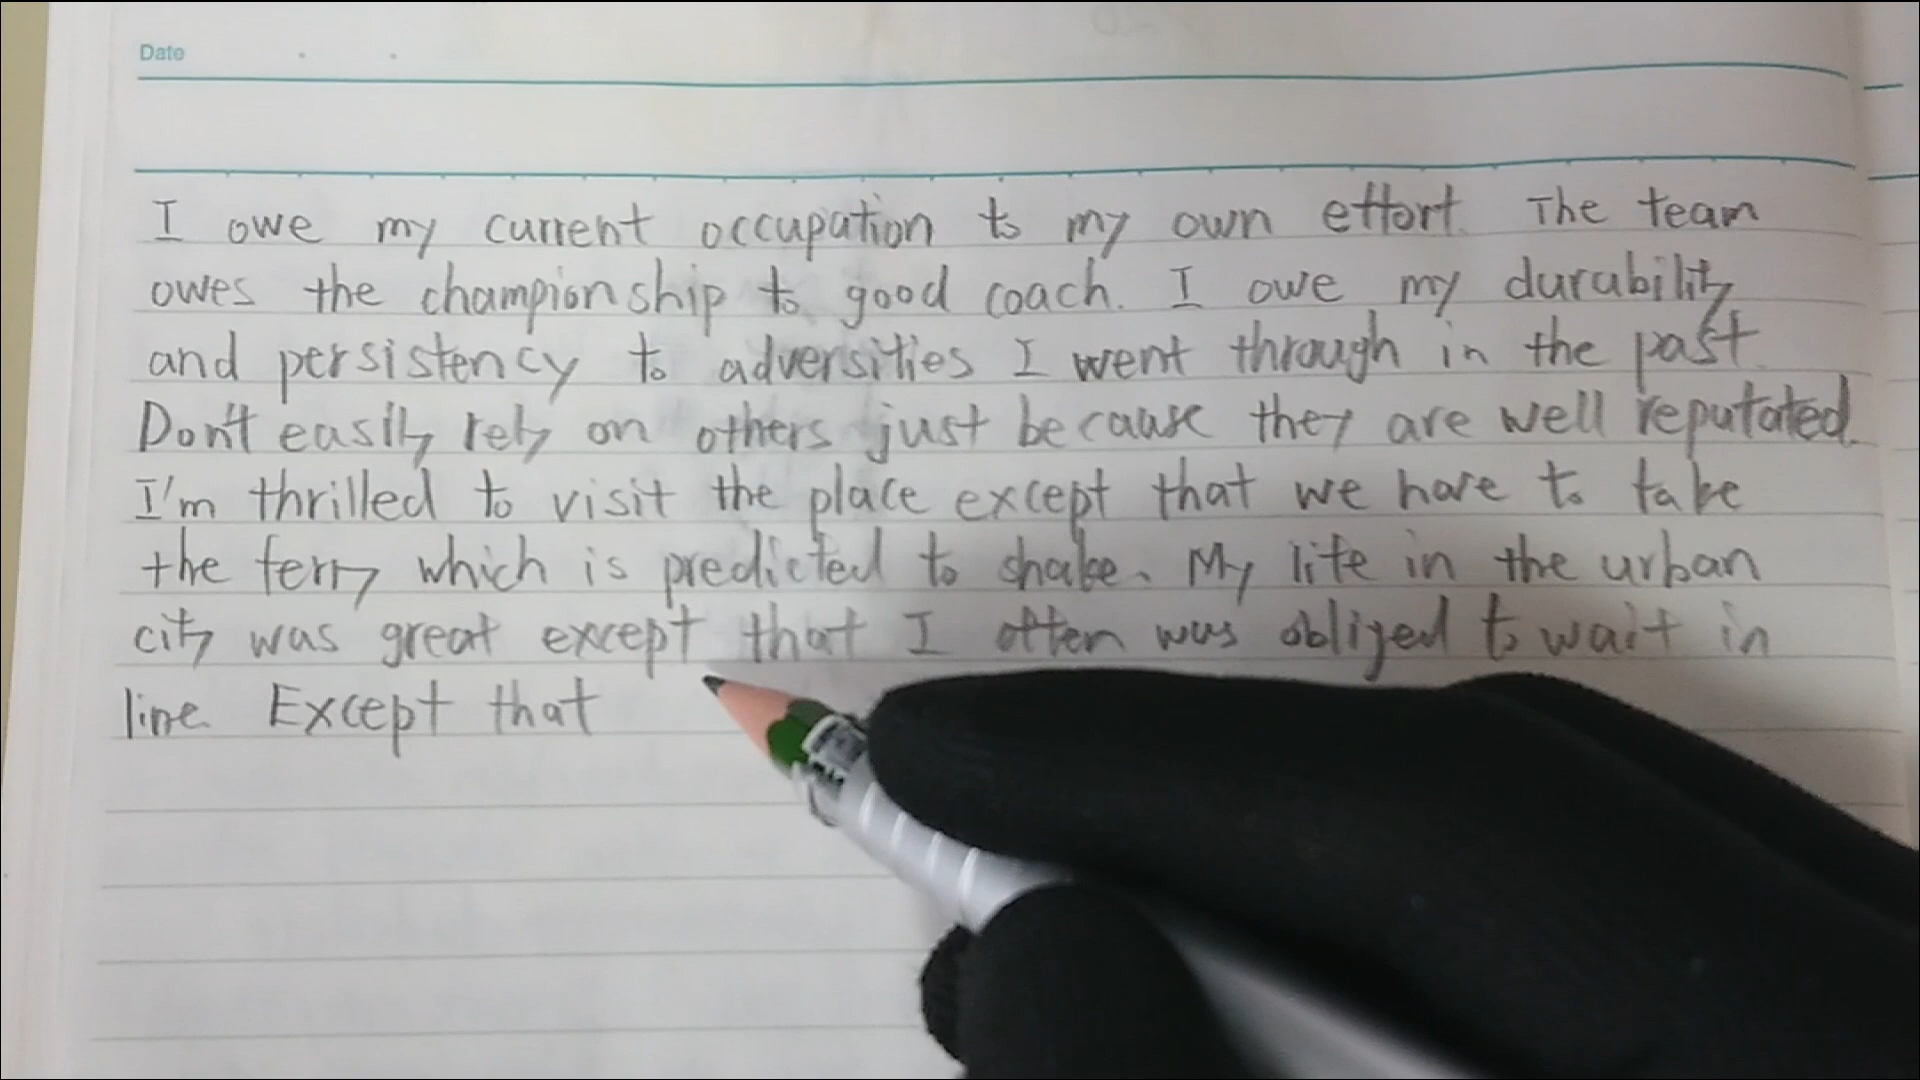 Date
I owe my current occupation to my own effort. The team
owes the championship to good coach. I owe my durability
and persistency to adversities I went through in the past.
Don't easily rely on others just because they are well reputated.
I'm thrilled to visit the place except that we have to take
the ferry which is predicted to shake. My life in the urban
city was great except that I often was obliged to wait in
line. Except that